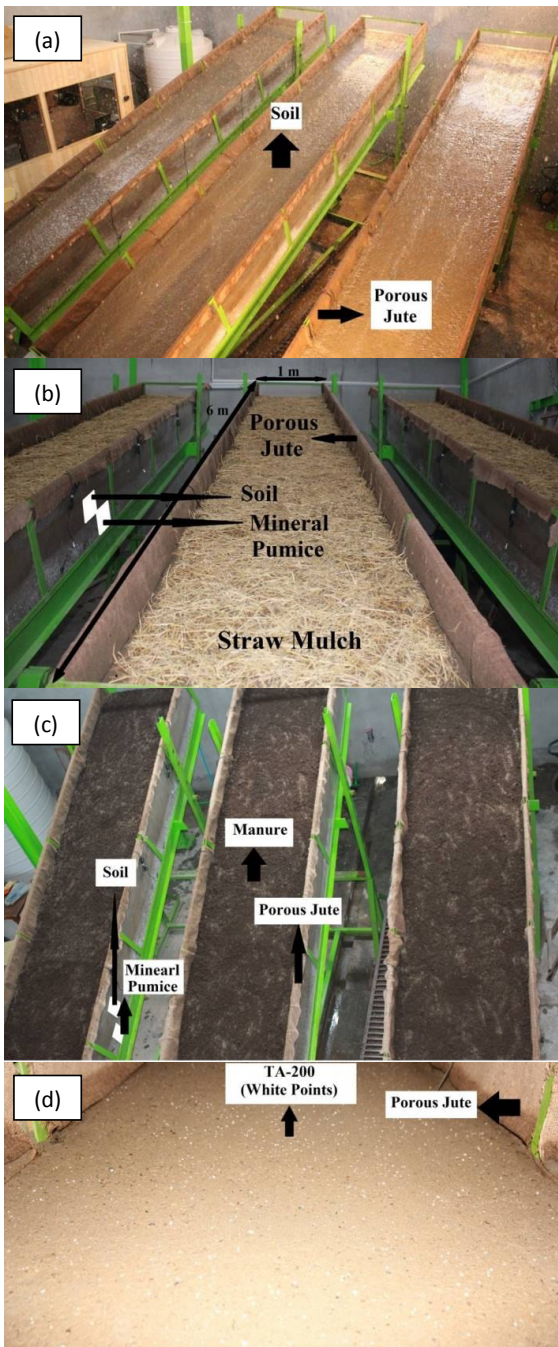 (a)
Soil
Porous
Jute
(b)
1 m
6 m
Porous
Jute
Soil
Mineral
Pumice
Straw Mulch
(c)
Manure
Soil
Porous Jute
Minearl
Pumice
(d)
TA-200
(White Points)
Porous Jute